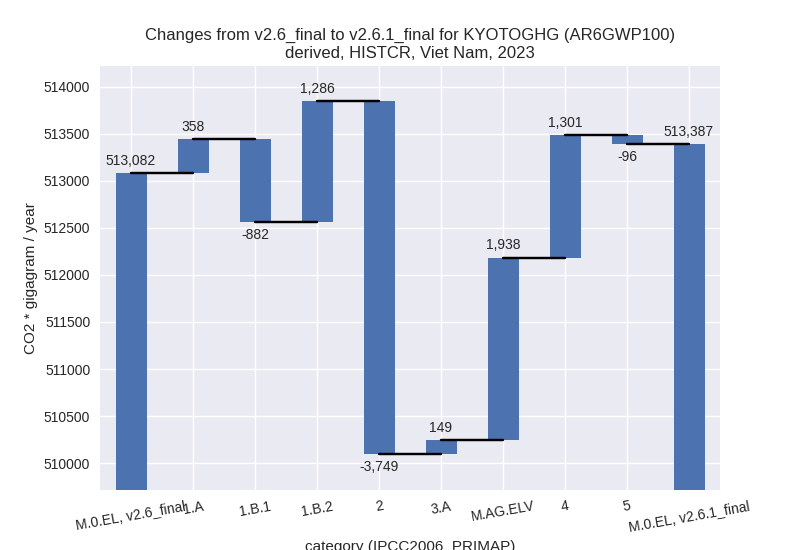 Changes from v2.6_final to v2.6.1_final for KYOTOGHG (AR6GWP100)
derived, HISTCR, Viet Nam, 2023
CO2 * gigagram / year
514000
513500
513000
512500
512000
511500
511000
510500
510000
513,082
358
-882
1,286
-3,749
149
1,938
1,301
-96
513,387
M.0.EL, v2.6_final
1.A
1.B.1
1.B.2
2
3.A
M.AG.ELV
4
5
M.0.EL, v2.6.1_final
category (IPCC2006_PRIMAP)